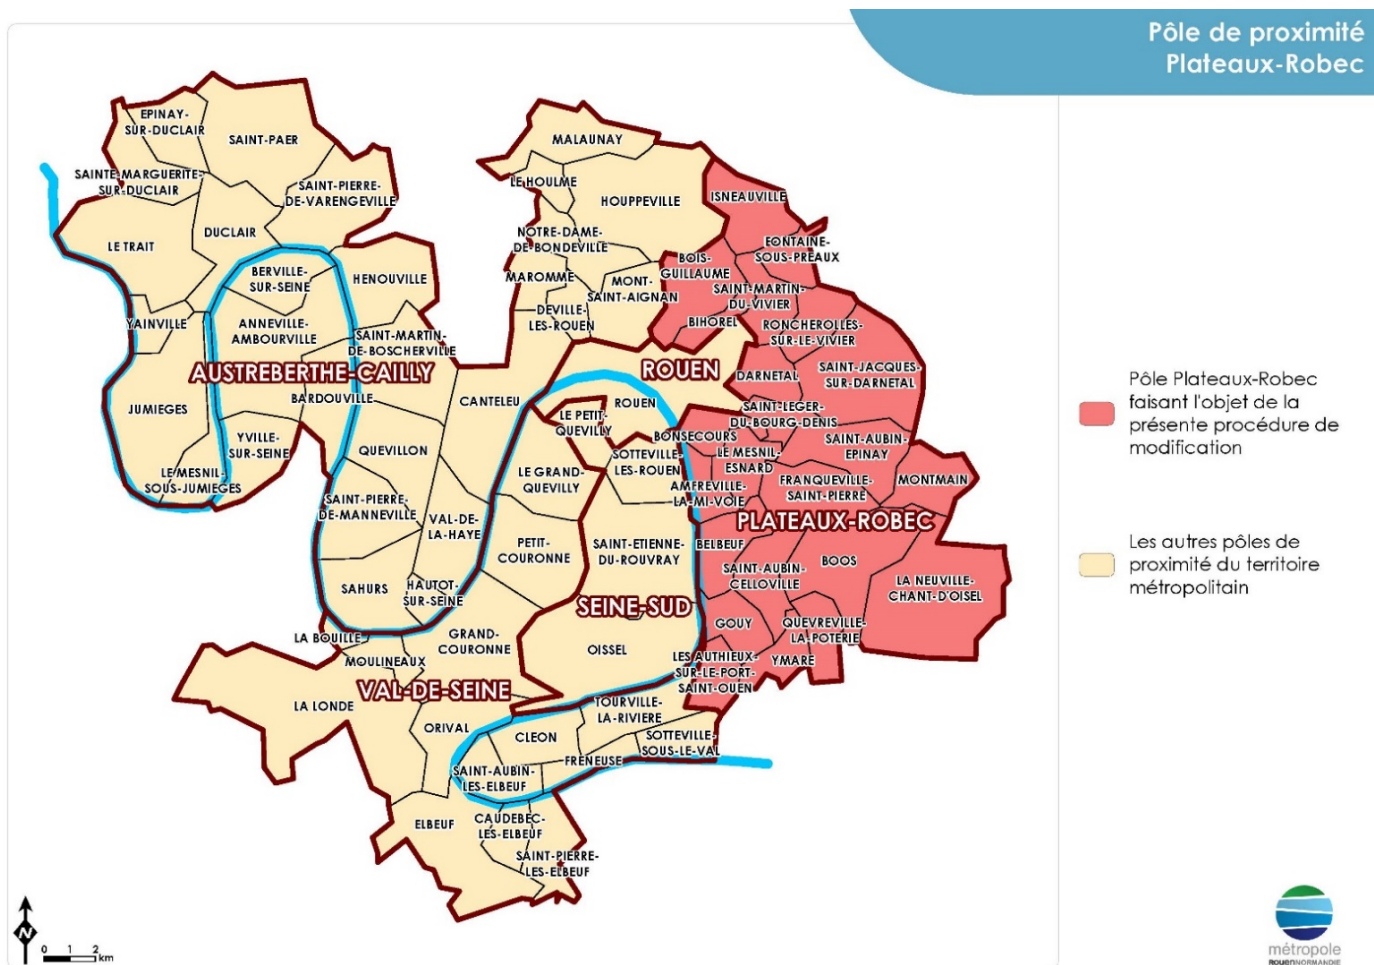 Pôle de proximité
Plateaux-Robec
EPINAY-
SUR-DUCLAIR
SAINT-PAER
SAINTE-MARGUERITE-
SUR-DUCLAIR
SAINT-PIERRE-
DE-VARENGEVILLE
LE TRAIT
DUCLAIR
BERVILLE-
SUR-SEINE
HENOUVILLE
YAINVILLE
ANNEVILLE-
AMBOURVILLE
SAINT-MARTIN-
DE-BOSCHERVILLE
AUSTREBERTHE-CAILLY
JUMIEGES
BARDOUVILLE
YVILLE-
SUR-SEINE
LE MESNIL-
SOUS-JUMIEGES
QUEVILLON
CANTELEU
SAINT-PIERRE-
DE-MANNEVILLE
VAL-DE-
LA-HAYE
SAHURS
HAUTOT-
SUR-SEINE
MALAUNAY
LE HOULME
HOUPPEVILLE
NOTRE-DAME-
DE-BONDEVILLE
MAROMME
MONT-
SAINT-AIGNAN
DEVILLE-
LES-ROUEN
ISNEAUVILLE
FONTAINE-
SOUS-PREAUX
BOIS-
GUILLAUME
SAINT-MARTIN-
DU-VIVIER
BIHOREL
RONCHEROLLES-
SUR-LE-VIVIER
ROUEN
ROUEN
DARNETAL
SAINT-JACQUES-
SUR-DARNETAL
SAINT-LEGER-
DU-BOURG-DENIS
LE PETIT-
QUEVILLY
BONSECOURS
SOTTEVILLE-
LES-ROUEN
LE MESNIL-
ESNARD
SAINT-AUBIN-
EPINAY
LE GRAND-
QUEVILLY
AMFREVILLE-
LA-MI-VOIE
FRANQUEVILLE-
SAINT-PIERRE
MONTMAIN
PLATEAUX-ROBEC
PETIT-
COURONNE
SAINT-ETIENNE-
DU-ROUVRAY
BELBEUF
BOOS
SAINT-AUBIN-
CELLOVILLE
LA NEUVILLE-
CHANT-D'OISEL
SEINE-SUD
GOUY
QUEVREVILLE-
LA-POTERIE
LA BOUILLE
GRAND-
COURONNE
MOULINEAUX
OISSEL
LES AUTHIEUX-
SUR-LE-PORT-
SAINT-OUEN
YMARE
VAL-DE-SEINE
LA LONDE
ORIVAL
TOURVILLE-
LA-RIVIERE
CLEON
SOTTEVILLE-
SOUS-LE-VAL
FRENEUSE
SAINT-AUBIN-
LES-ELBEUF
ELBEUF
CAUDEBEC-
LES-ELBEUF
SAINT-PIERRE-
LES-ELBEUF
Pôle Plateaux-Robec
faisant l'objet de la
présente procédure de
modification
Les autres pôles de
proximité du territoire
métropolitain
N
0 1 2
km
métropole
ROUENNORMANDIE